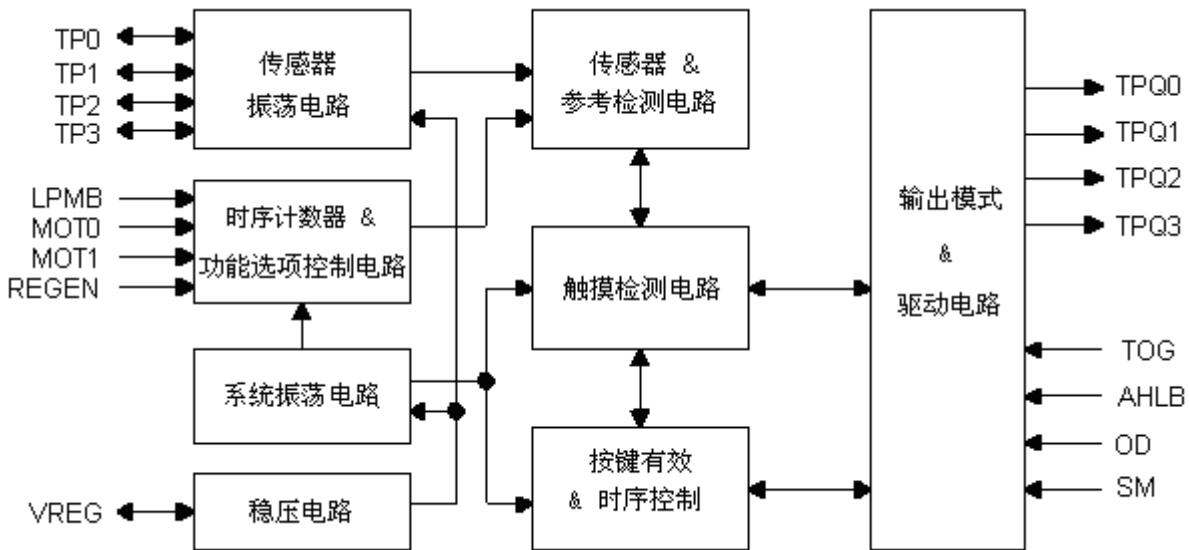 TP0
TP1
TP2
TP3
传感器
振荡电路
传感器 &
参考检测电路
LPMB
MOT0
MOT1
REGEN
时序计数器 &
功能选项控制电路
触摸检测电路
系统振荡电路
按键有效
& 时序控制
VREG
稳压电路
输出模式
&
驱动电路
TPQ0
TPQ1
TPQ2
TPQ3
TOG
AHLB
OD
SM